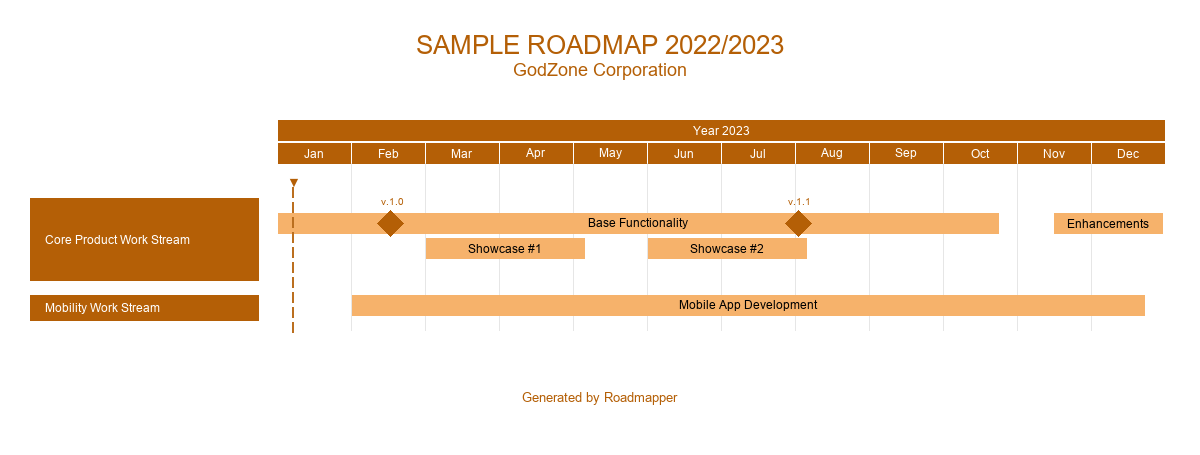 SAMPLE ROADMAP 2022/2023
GodZone Corporation
Year 2023
Jan Feb Mar Apr May Jun Jul Aug Sep Oct Nov Dec
v.1.0 v.1.1
Core Product Work Stream
Base Functionality Enhancements
Showcase #1 Showcase #2
Mobility Work Stream
Mobile App Development
Generated by Roadmapper